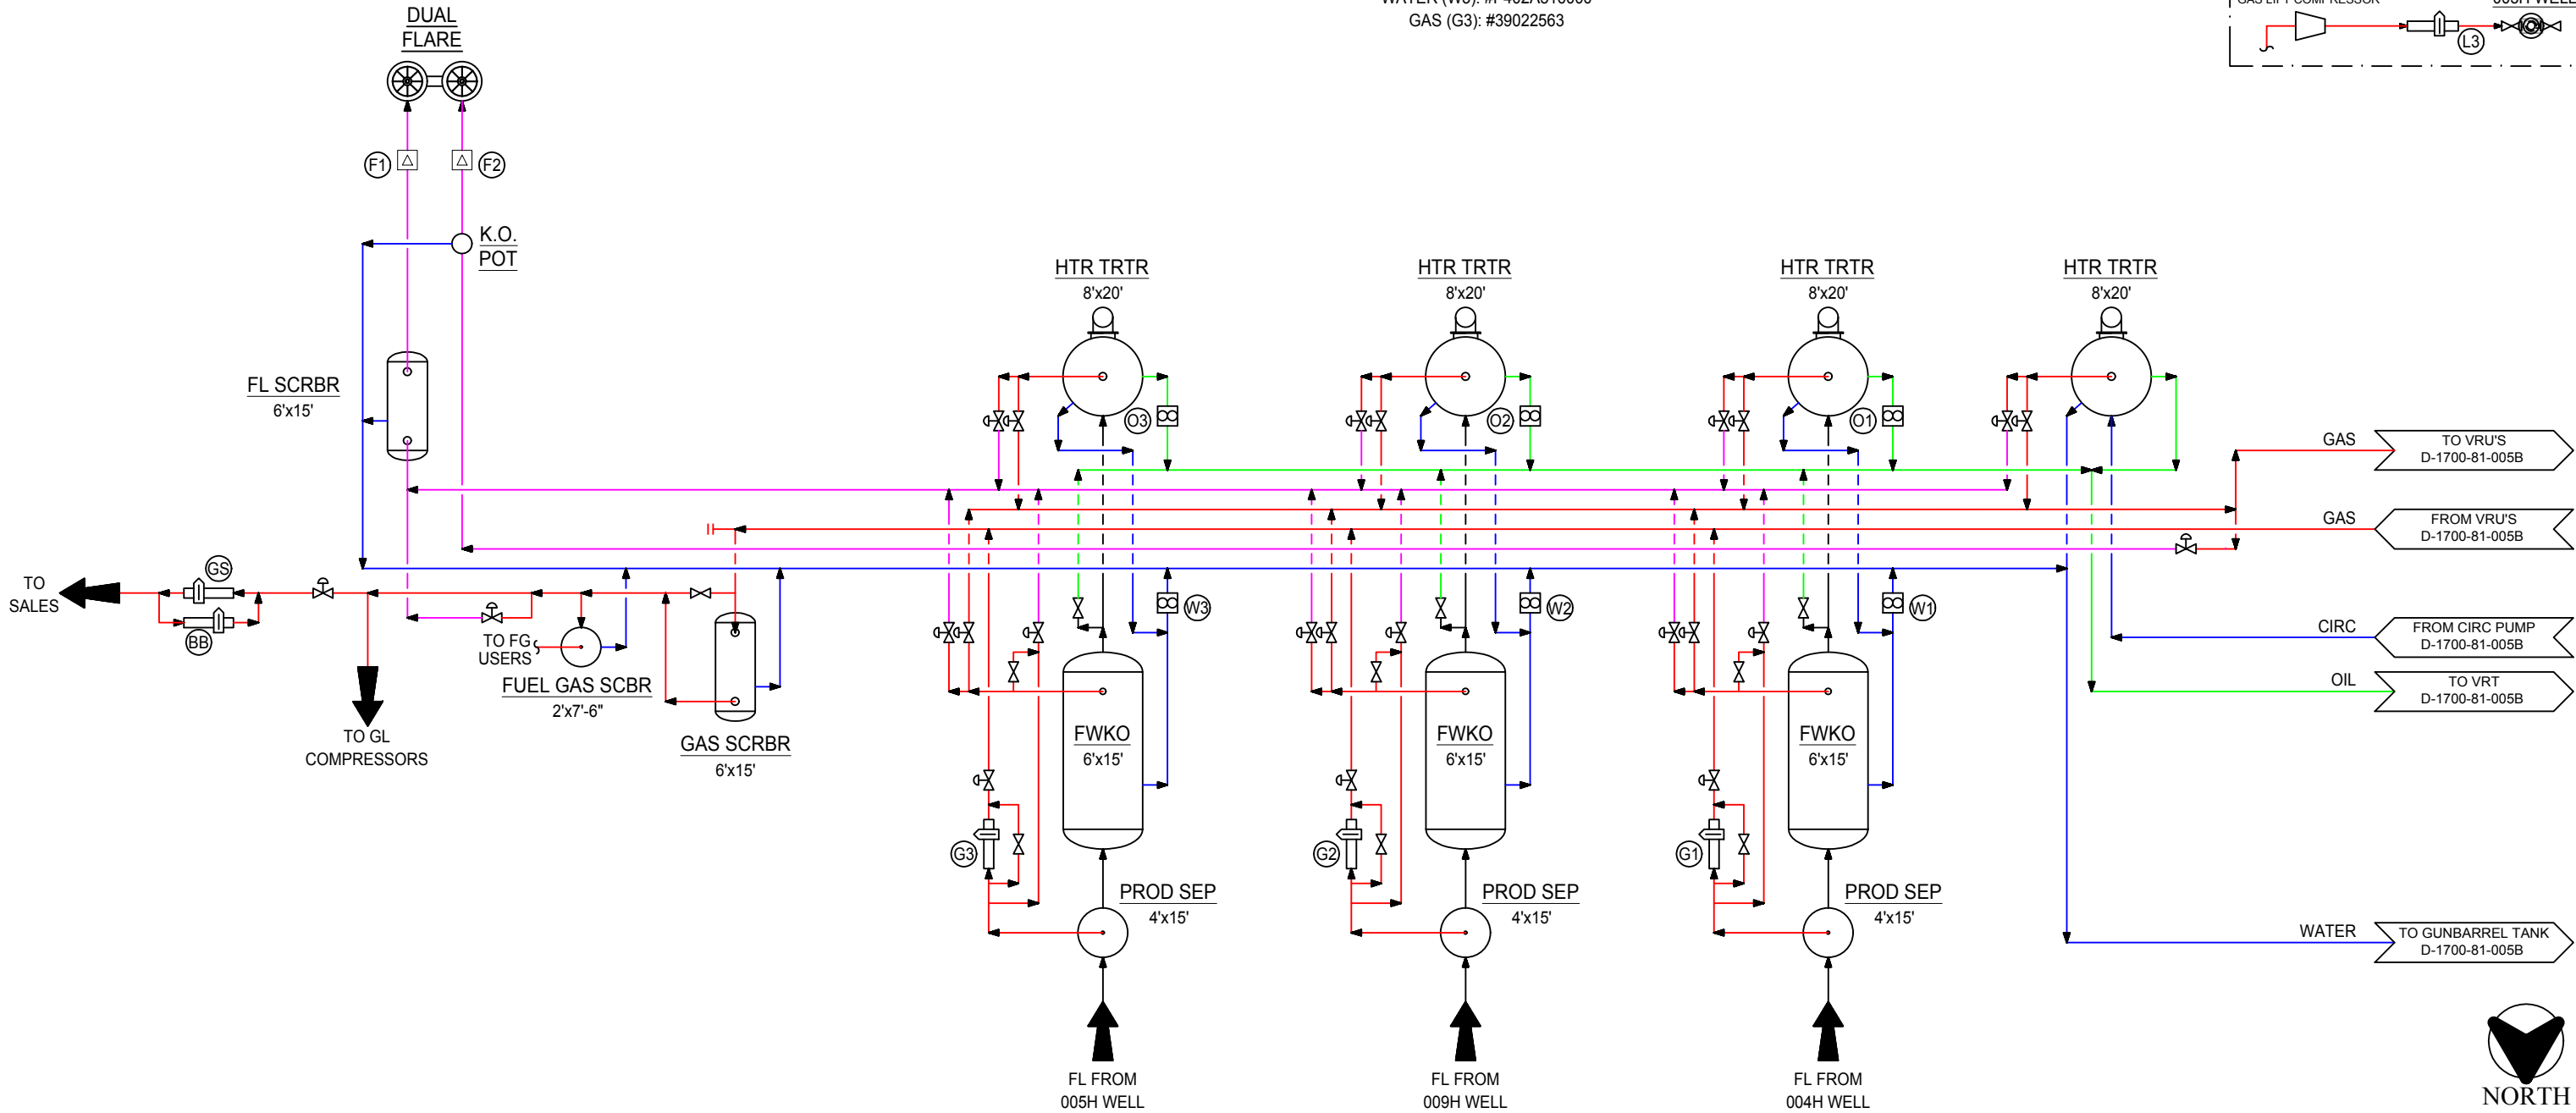 GAS (G3): #39022563
L3
DUAL
FLARE
F1
F2
K.O.
POT
HTR TRTR
8'x20'
HTR TRTR
8'x20'
HTR TRTR
8'x20'
HTR TRTR
8'x20'
FL SCRBR
6'x15'
O3
O2
O1
GAS
TO VRU'S
D-1700-81-005B
GAS
FROM VRU'S
D-1700-81-005B
TO
SALES
GS
BB
TO FG
USERS
FUEL GAS SCBR
2'x7'-6"
TO GL
COMPRESSORS
GAS SCRBR
6'x15'
W3
W2
W1
CIRC
FROM CIRC PUMP
D-1700-81-005B
OIL
TO VRT
D-1700-81-005B
FWKO
6'x15'
FWKO
6'x15'
FWKO
6'x15'
G3
G2
G1
PROD SEP
4'x15'
PROD SEP
4'x15'
PROD SEP
4'x15'
WATER
TO GUNBARREL TANK
D-1700-81-005B
FL FROM
005H WELL
FL FROM
009H WELL
FL FROM
004H WELL
NORTH